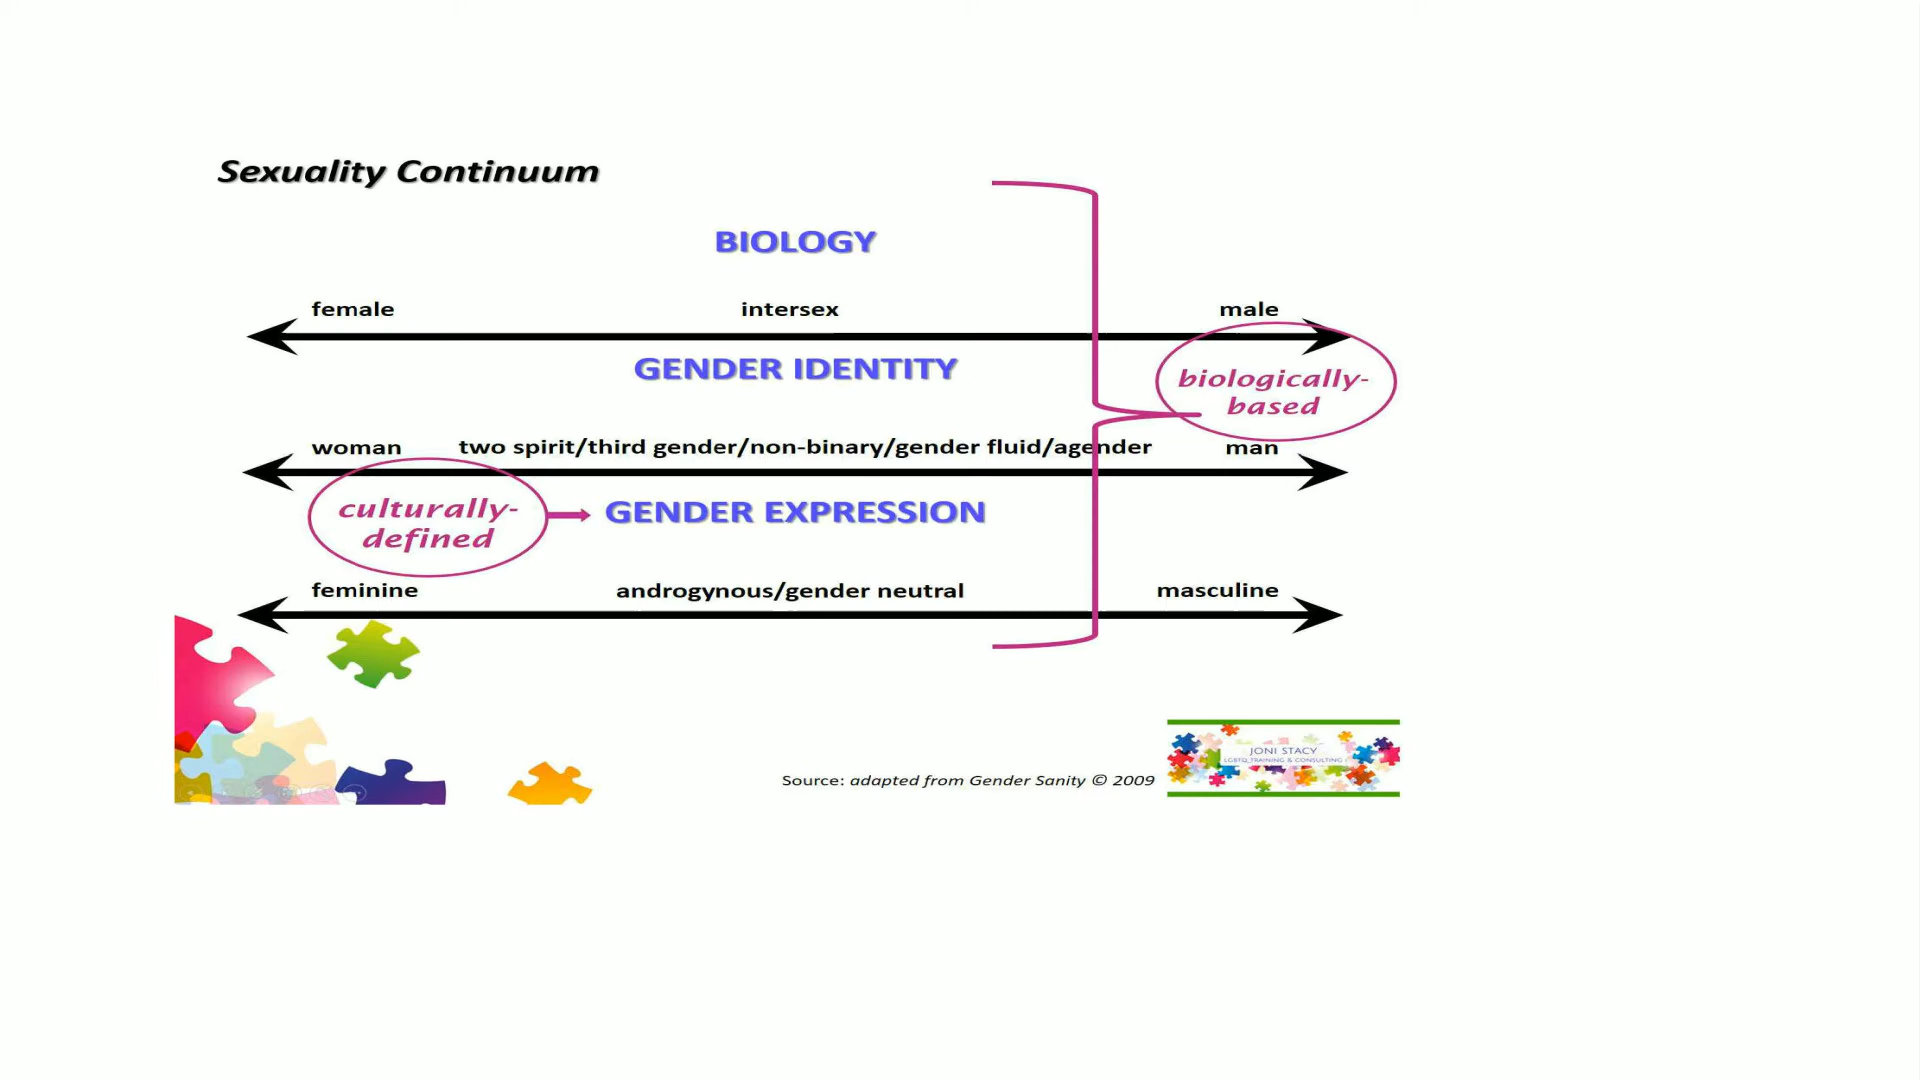 Sexuality Continuum
BIOLOGY
female intersex male
GENDER IDENTITY
biologically-
based
woman two spirit/third gender/non-binary/gender fluid/agender man
culturally-
defined
GENDER EXPRESSION
feminine androgynous/gender neutral masculine
JONI STACY
LGBTQ TRAINING & CONSULTING
Source: adapted from Gender Sanity © 2009